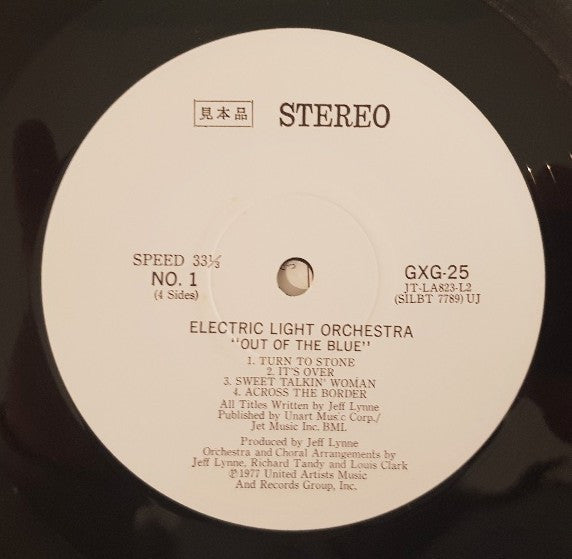 見本品 STEREO
SPEED 33⅓
NO. 1
(4 Sides)
GXG-25
JT-LA823-L2
(SILBT 7789) UJ
ELECTRIC LIGHT ORCHESTRA
"OUT OF THE BLUE"
1. TURN TO STONE
2. IT'S OVER
3. SWEET TALKIN' WOMAN
4. ACROSS THE BORDER
All Titles Written by Jeff Lynne
Published by Unart Music Corp./
Jet Music Inc. BMI.
Produced by Jeff Lynne
Orchestra and Choral Arrangements by
Jeff Lynne, Richard Tandy and Louis Clark
℗1977 United Artists Music
And Records Group, Inc.